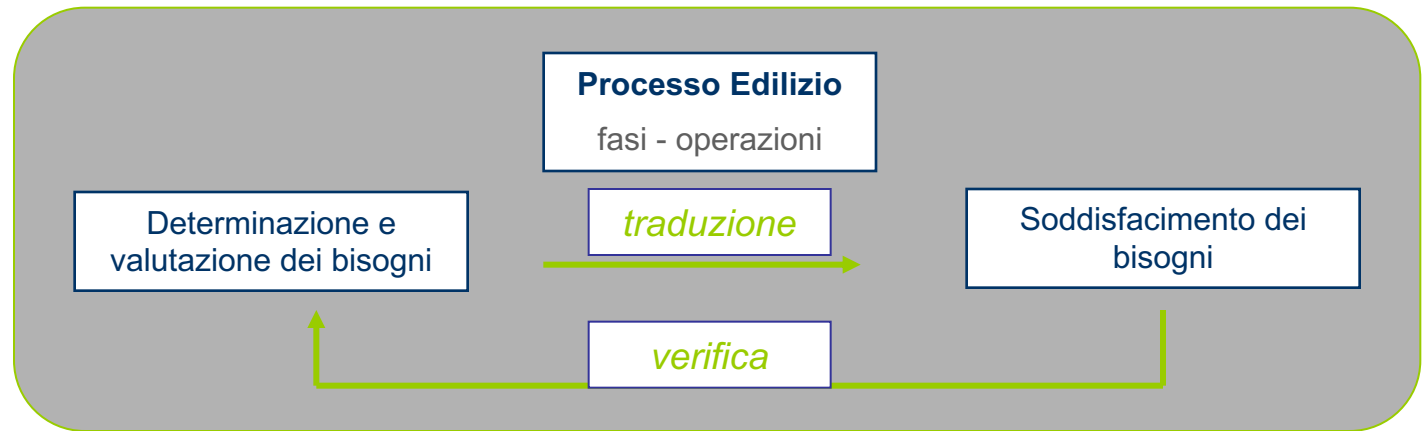 Processo Edilizio
fasi - operazioni
Determinazione e
valutazione dei bisogni
traduzione
Soddisfacimento dei
bisogni
verifica